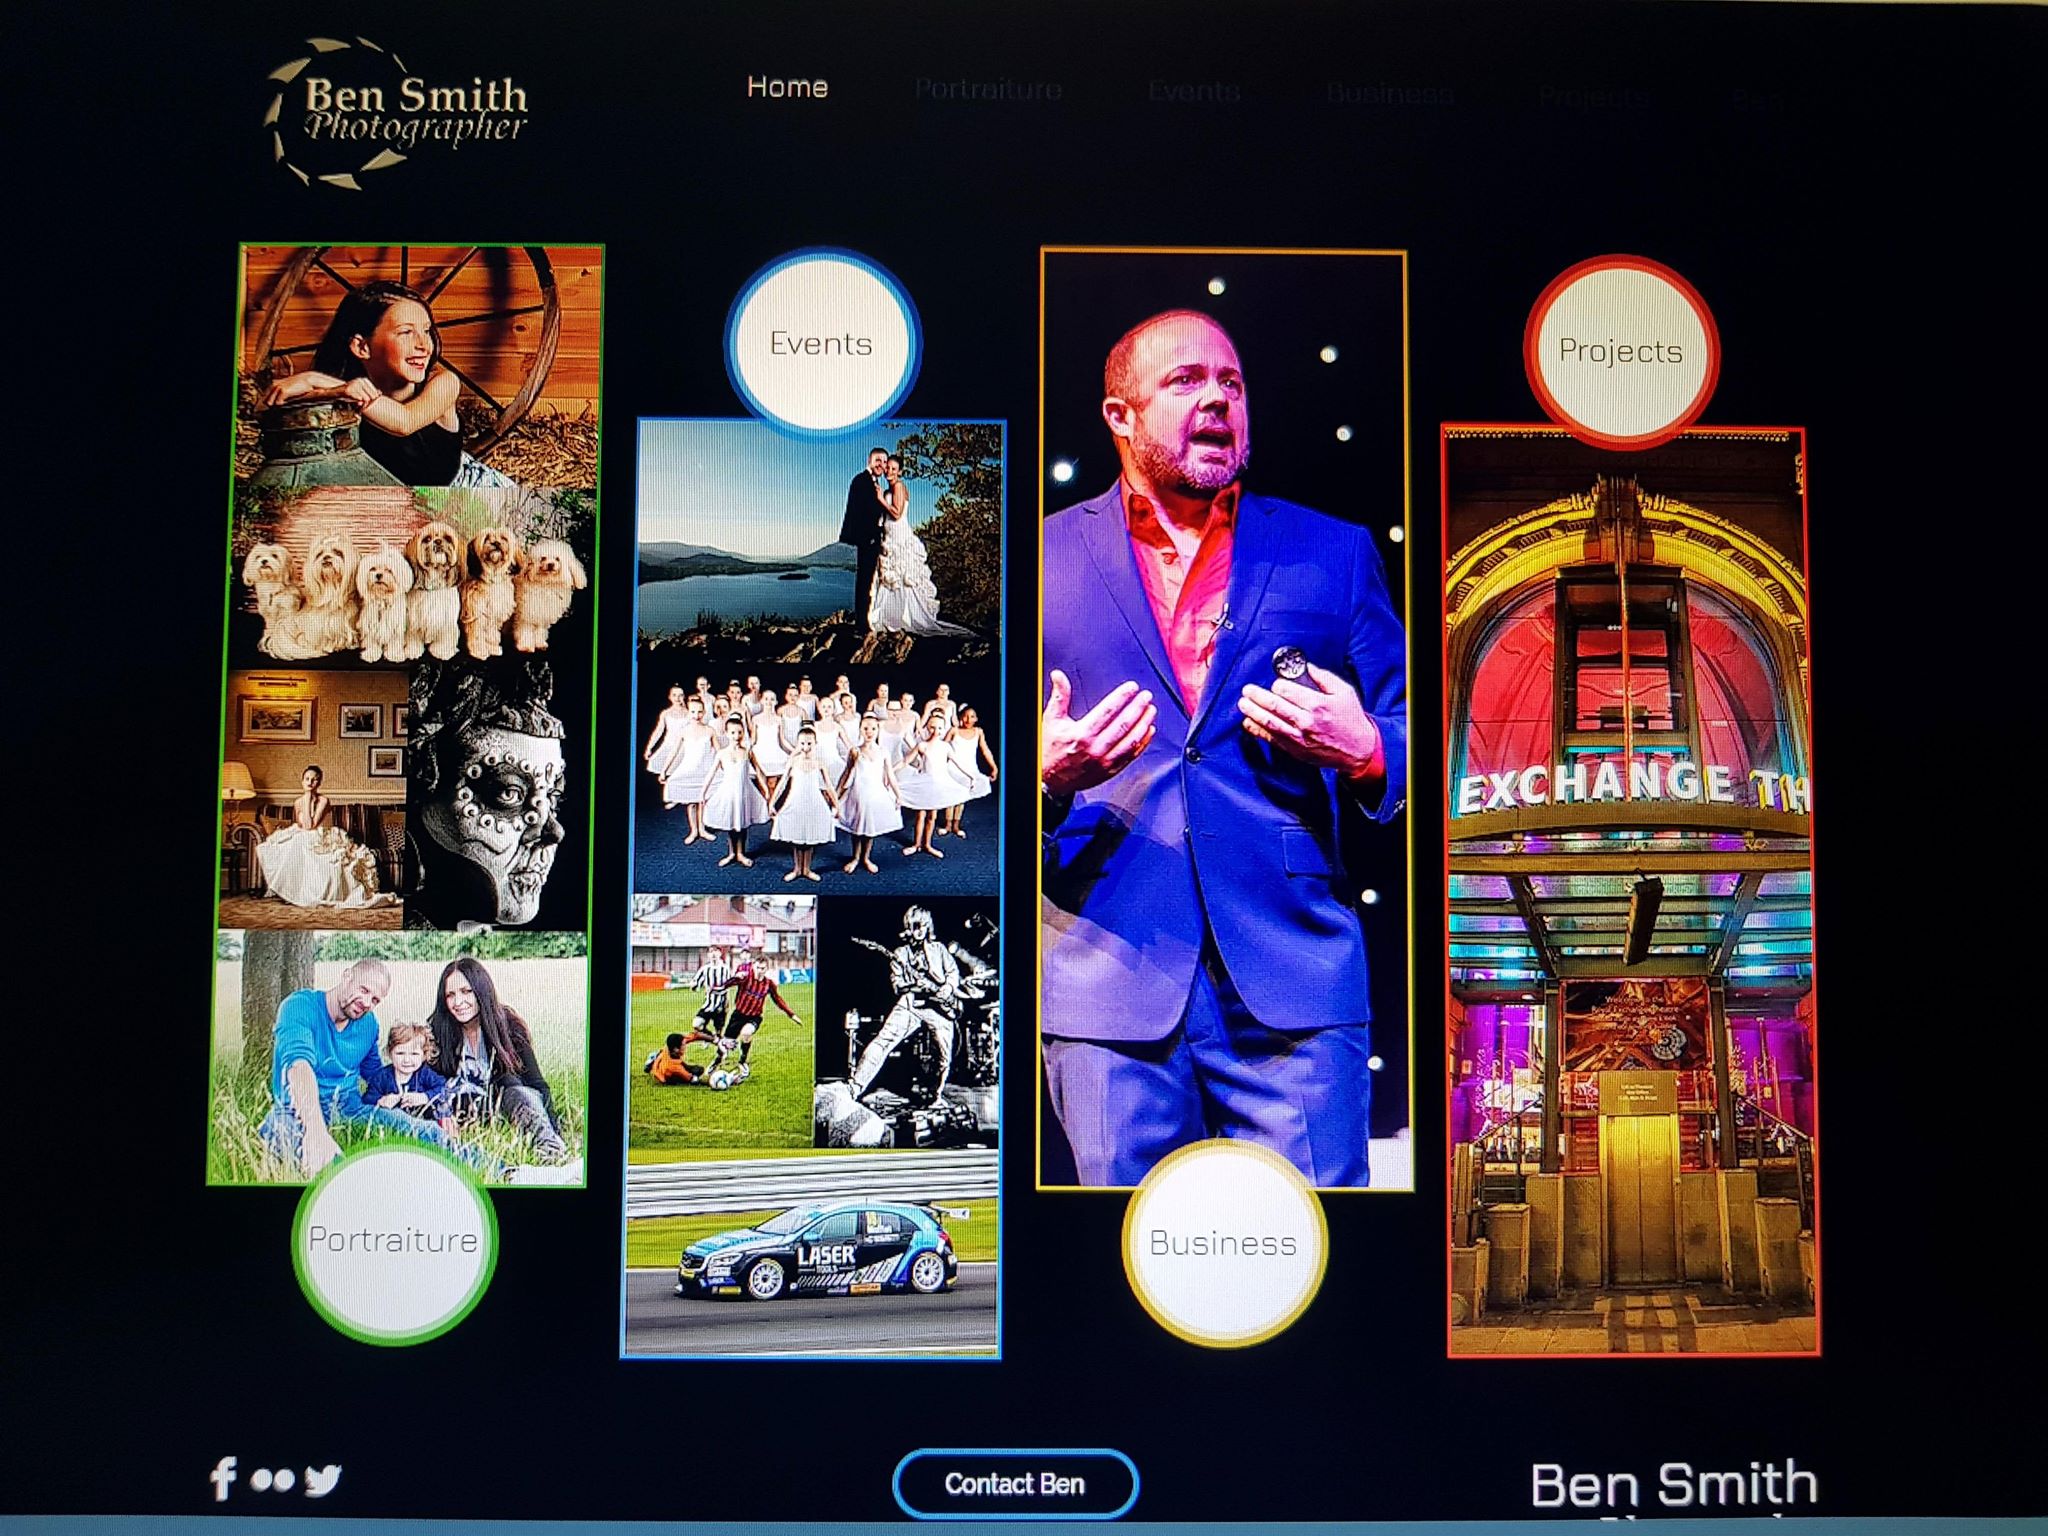 Ben Smith
Photographer
Home
Portraiture
Events
Business
Projects
Ben
Events
Projects
EXCHANGE TH
LASER
TOOLS
Portraiture
Business
Contact Ben
Ben Smith